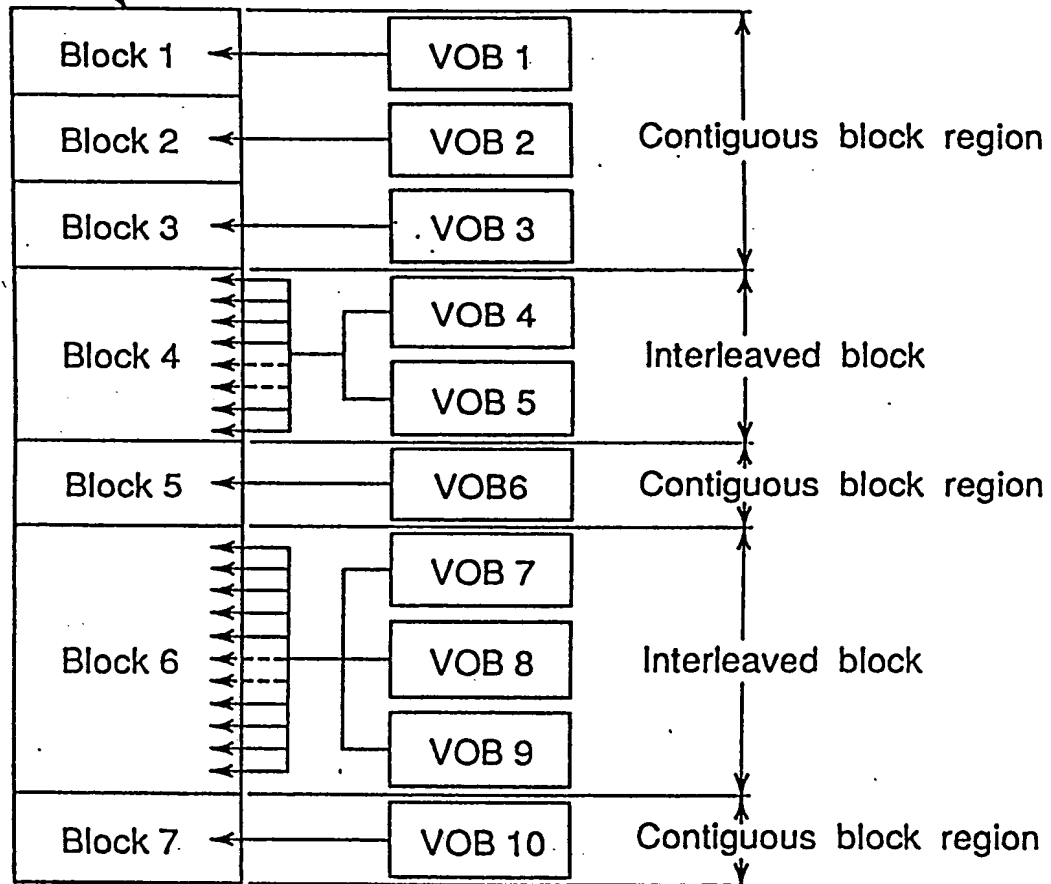 Block 1
VOB 1
Block 2
VOB 2
Contiguous block region
Block 3
VOB 3
VOB 4
Block 4
Interleaved block
VOB 5
Block 5
VOB6
Contiguous block region
VOB 7
Block 6
VOB 8
Interleaved block
VOB 9
Block 7
VOB 10
Contiguous block region